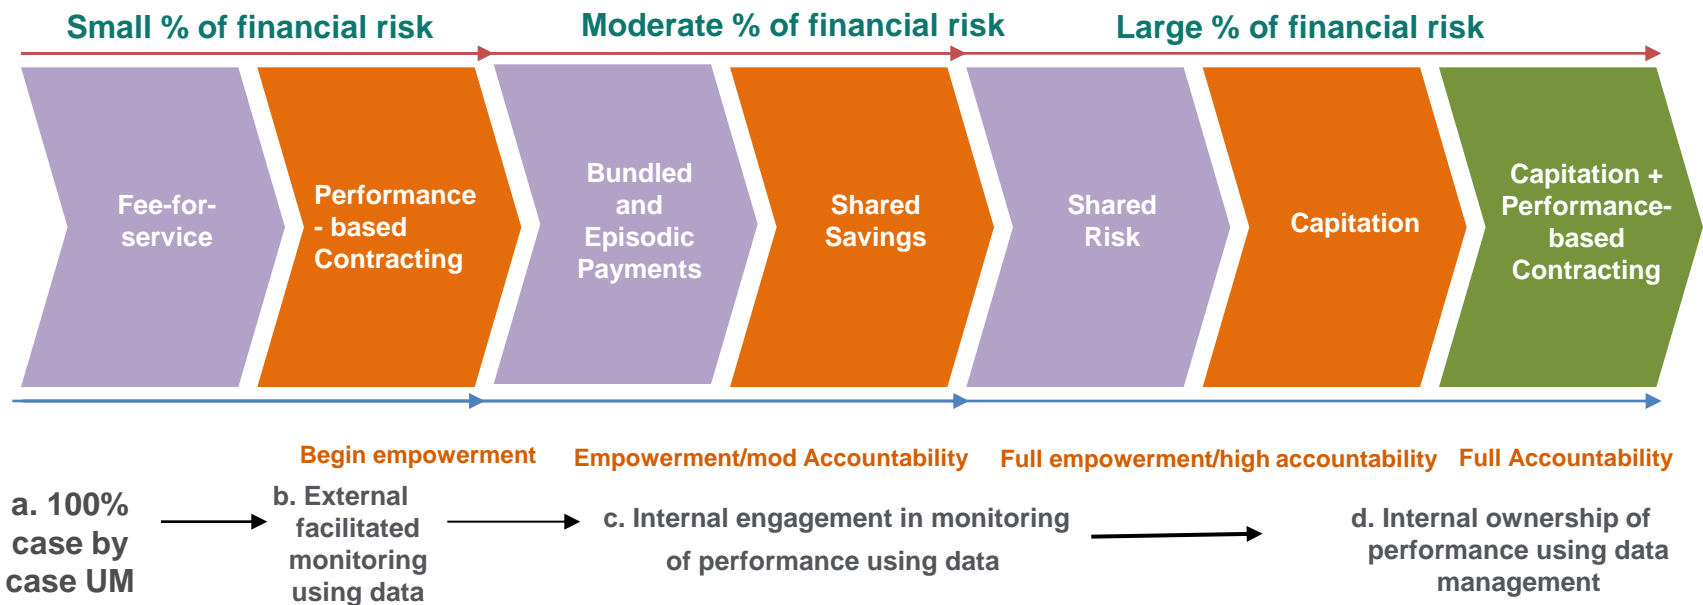 Small % of financial risk
Moderate % of financial risk
Large % of financial risk
Fee-for-
service
Performance
- based
Contracting
Bundled
and
Episodic
Payments
Shared
Savings
Shared
Risk
Capitation
Capitation +
Performance-
based
Contracting
Begin empowerment
Empowerment/mod Accountability
Full empowerment/high accountability
Full Accountability
a. 100%
case by
case UM
b. External
facilitated
monitoring
using data
c. Internal engagement in monitoring
of performance using data
d. Internal ownership of
performance using data
management